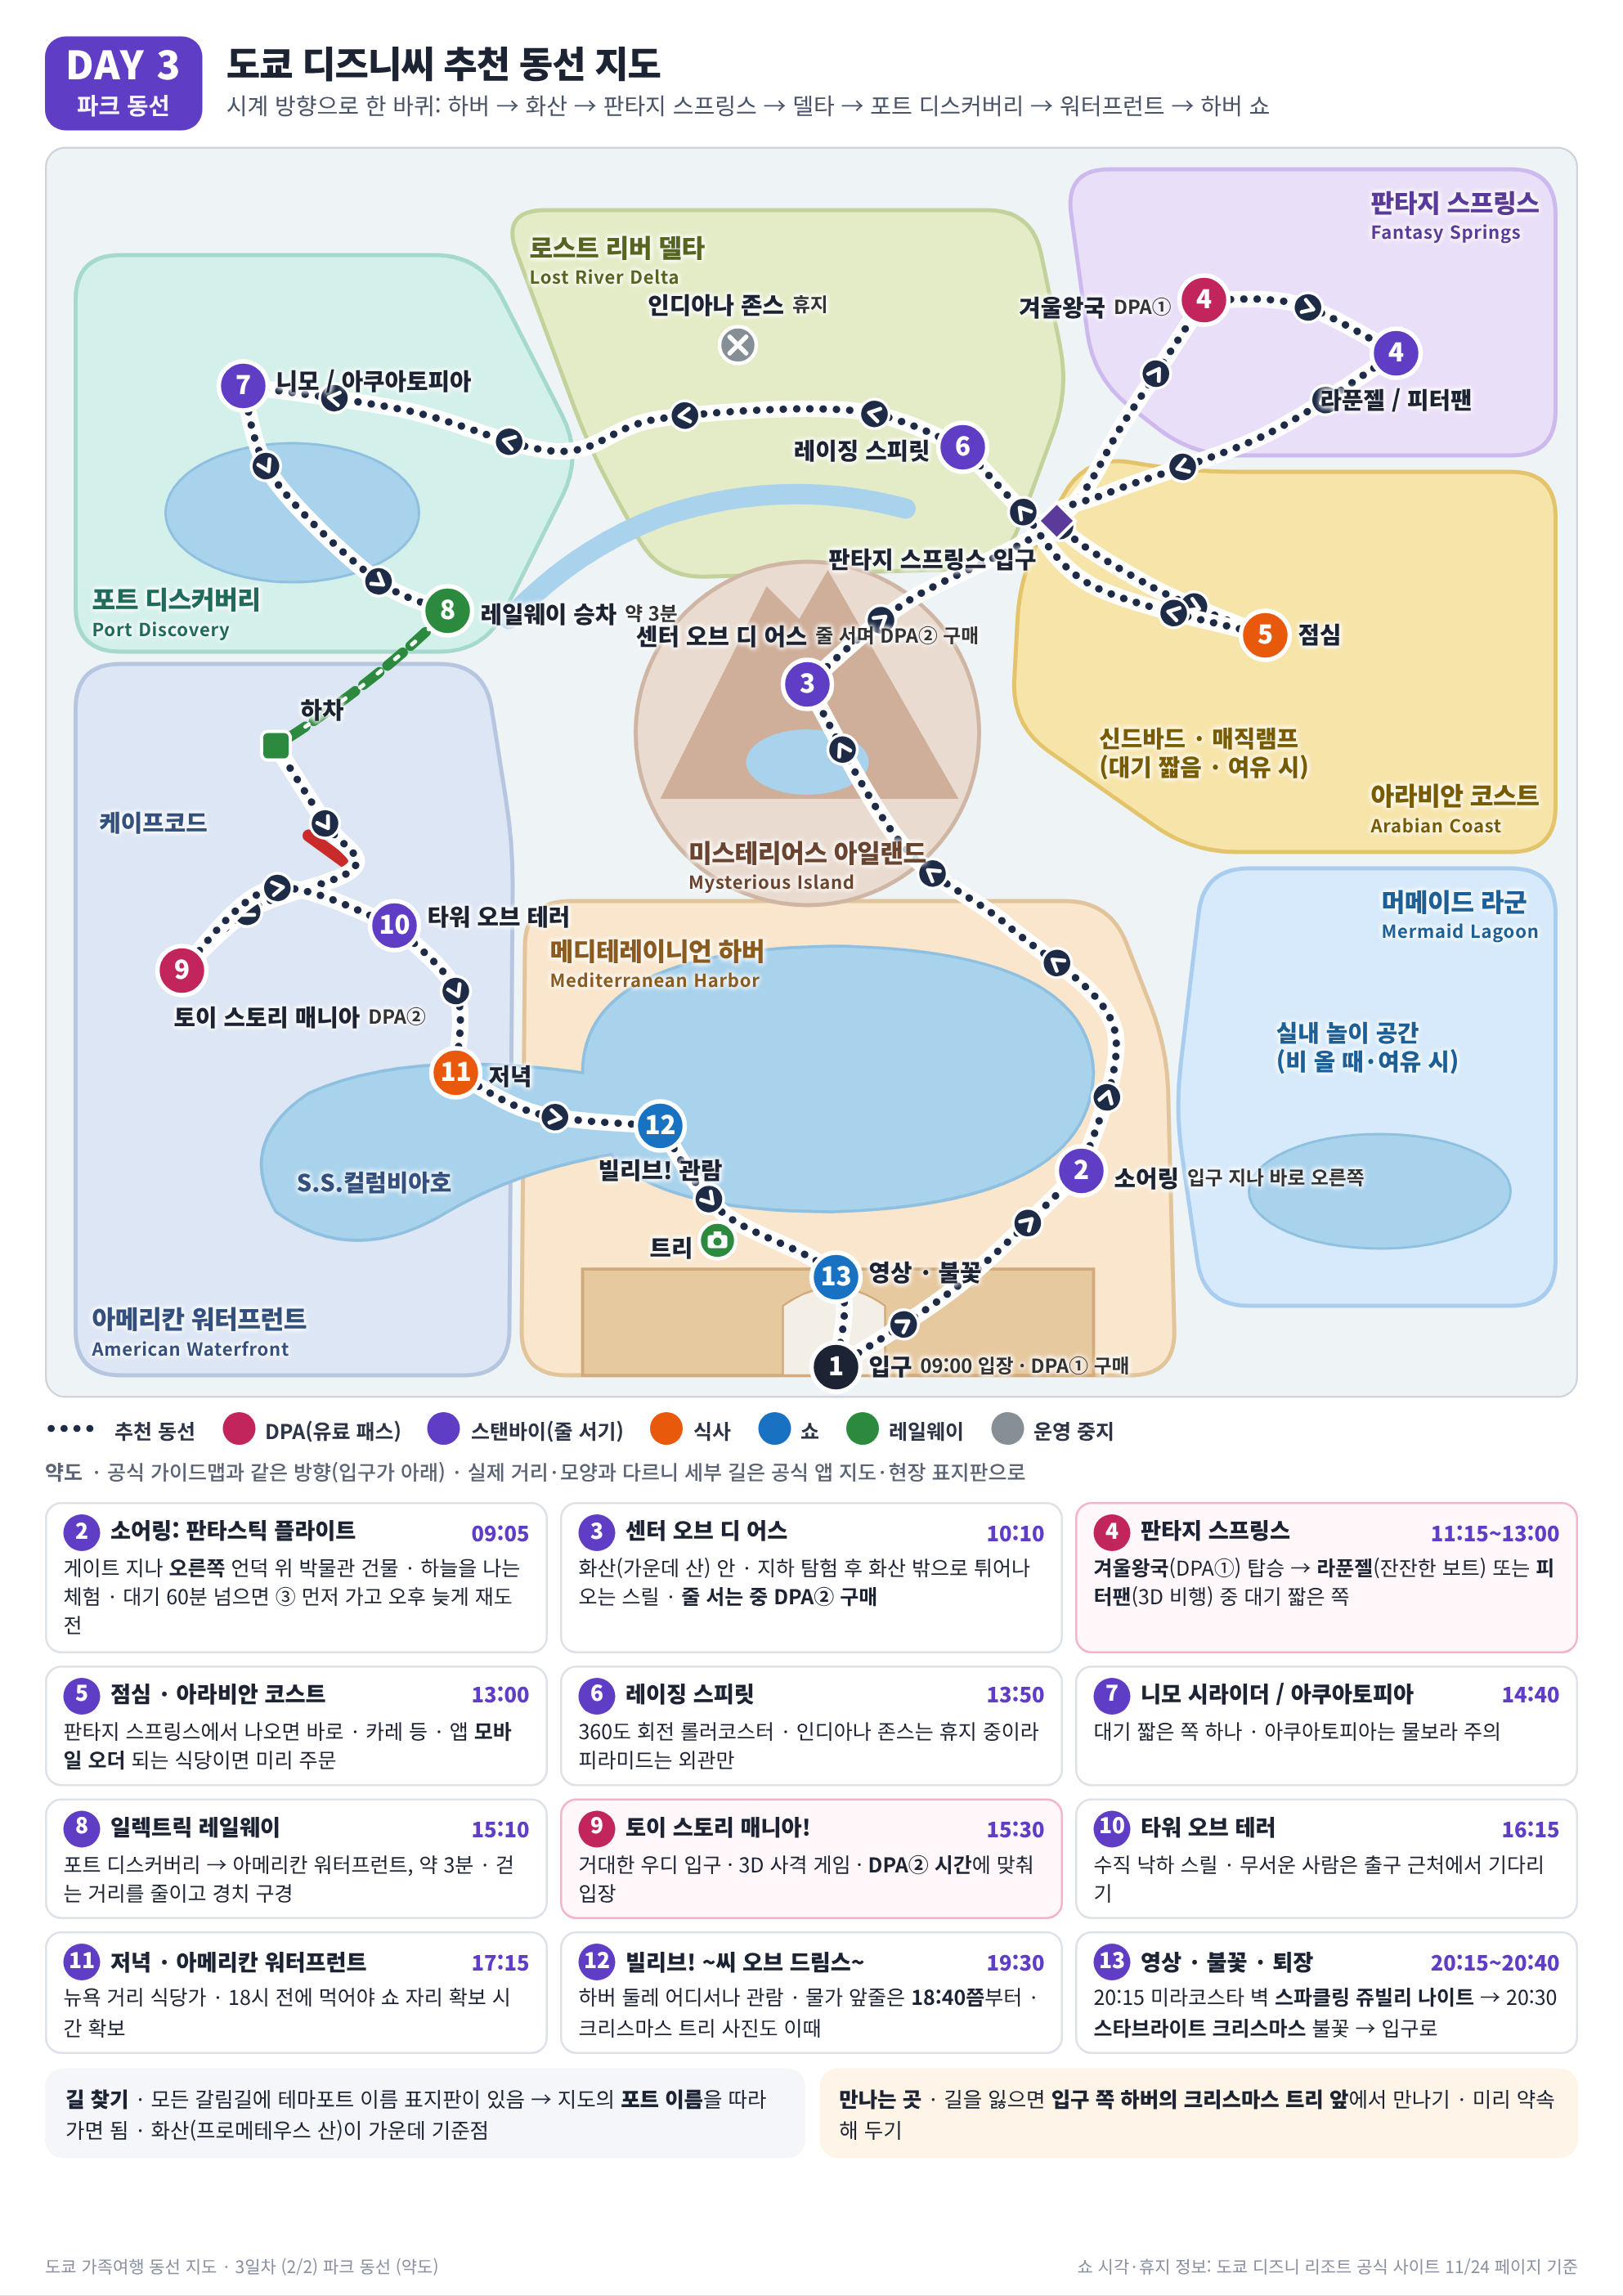 DAY 3
파크 동선
도쿄 디즈니씨 추천 동선 지도
시계 방향으로 한 바퀴: 하버 → 화산 → 판타지 스프링스 → 델타 → 포트 디스커버리 → 워터프런트 → 하버 쇼
판타지 스프링스
Fantasy Springs
로스트 리버 델타
Lost River Delta
인디아나 존스 휴지
겨울왕국 DPA①
4
4
라푼젤 / 피터팬
7
니모 / 아쿠아토피아
레이징 스피릿
6
판타지 스프링스 입구
포트 디스커버리
Port Discovery
8
레일웨이 승차 약 3분
센터 오브 디 어스 줄 서며 DPA② 구매
3
5
점심
하차
신드바드 · 매직램프
(대기 짧음 · 여유 시)
아라비안 코스트
Arabian Coast
케이프코드
미스테리어스 아일랜드
Mysterious Island
머메이드 라군
Mermaid Lagoon
10
타워 오브 테러
9
토이 스토리 매니아 DPA②
메디테레이니언 하버
Mediterranean Harbor
실내 놀이 공간
(비 올 때·여유 시)
11
저녁
12
빌리브! 관람
S.S.컬럼비아호
2
소어링 입구 지나 바로 오른쪽
트리
13
영상 · 불꽃
아메리칸 워터프런트
American Waterfront
1
입구 09:00 입장 · DPA① 구매
추천 동선 DPA(유료 패스) 스탠바이(줄 서기) 식사 쇼 레일웨이 운영 중지
약도 · 공식 가이드맵과 같은 방향(입구가 아래) · 실제 거리·모양과 다르니 세부 길은 공식 앱 지도·현장 표지판으로
2 소어링: 판타스틱 플라이트 09:05
게이트 지나 오른쪽 언덕 위 박물관 건물 · 하늘을 나는
체험 · 대기 60분 넘으면 ③ 먼저 가고 오후 늦게 재도
전
3 센터 오브 디 어스 10:10
화산(가운데 산) 안 · 지하 탐험 후 화산 밖으로 튀어나
오는 스릴 · 줄 서는 중 DPA② 구매
4 판타지 스프링스 11:15~13:00
겨울왕국(DPA①) 탑승 → 라푼젤(잔잔한 보트) 또는 피
터팬(3D 비행) 중 대기 짧은 쪽
5 점심 · 아라비안 코스트 13:00
판타지 스프링스에서 나오면 바로 · 카레 등 · 앱 모바
일 오더 되는 식당이면 미리 주문
6 레이징 스피릿 13:50
360도 회전 롤러코스터 · 인디아나 존스는 휴지 중이라
피라미드는 외관만
7 니모 시라이더 / 아쿠아토피아 14:40
대기 짧은 쪽 하나 · 아쿠아토피아는 물보라 주의
8 일렉트릭 레일웨이 15:10
포트 디스커버리 → 아메리칸 워터프런트, 약 3분 · 걷
는 거리를 줄이고 경치 구경
9 토이 스토리 매니아! 15:30
거대한 우디 입구 · 3D 사격 게임 · DPA② 시간에 맞춰
입장
10 타워 오브 테러 16:15
수직 낙하 스릴 · 무서운 사람은 출구 근처에서 기다리
기
11 저녁 · 아메리칸 워터프런트 17:15
뉴욕 거리 식당가 · 18시 전에 먹어야 쇼 자리 확보 시
간 확보
12 빌리브! ~씨 오브 드림스~ 19:30
하버 둘레 어디서나 관람 · 물가 앞줄은 18:40쯤부터 ·
크리스마스 트리 사진도 이때
13 영상 · 불꽃 · 퇴장 20:15~20:40
20:15 미라코스타 벽 스파클링 쥬빌리 나이트 → 20:30
스타브라이트 크리스마스 불꽃 → 입구로
길 찾기 · 모든 갈림길에 테마포트 이름 표지판이 있음 → 지도의 포트 이름을 따라
가면 됨 · 화산(프로메테우스 산)이 가운데 기준점
만나는 곳 · 길을 잃으면 입구 쪽 하버의 크리스마스 트리 앞에서 만나기 · 미리 약속
해 두기
도쿄 가족여행 동선 지도 · 3일차 (2/2) 파크 동선 (약도)
쇼 시각·휴지 정보: 도쿄 디즈니 리조트 공식 사이트 11/24 페이지 기준